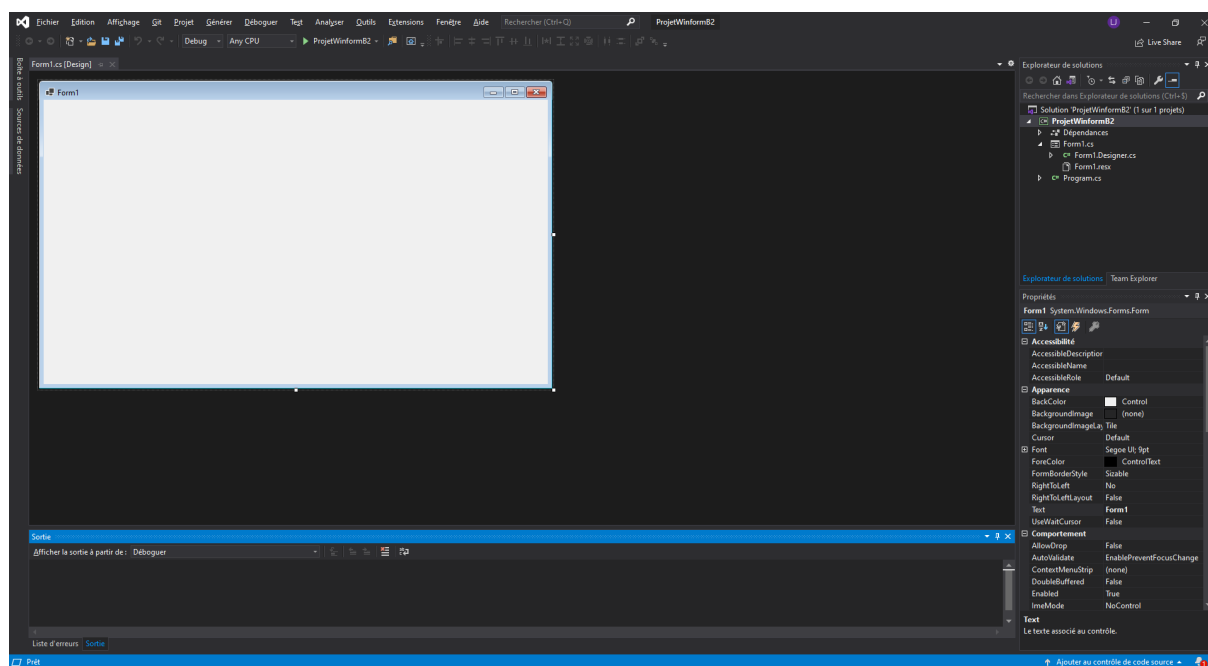 Fichier Edition Affichage Git Projet Générer Déboguer Test Analyser Outils Extensions Fenêtre Aide Rechercher (Ctrl+Q) ProjetWinformB2 LJ
Debug Any CPU ProjetWinformB2 Live Share
Boîte à outils
Sources de données
Form1.cs [Design]
Form1
Explorateur de solutions
Rechercher dans Explorateur de solutions (Ctrl+$)
Solution 'ProjetWinformB2' (1 sur 1 projets)
ProjetWinformB2
Dépendances
Form1.cs
Form1.Designer.cs
Form1.resx
Program.cs
Explorateur de solutions Team Explorer
Propriétés
Form1 System.Windows.Forms.Form
Accessibilité
AccessibleDescription
AccessibleName
AccessibleRole Default
Apparence
BackColor Control
BackgroundImage (none)
BackgroundImageLay Tile
Cursor Default
Font Segoe UI; 9pt
ForeColor ControlText
FormBorderStyle Sizable
RightToLeft No
RightToLeftLayout False
Text Form1
UseWaitCursor False
Comportement
AllowDrop False
AutoValidate EnablePreventFocusChange
ContextMenuStrip (none)
DoubleBuffered False
Enabled True
ImeMode NoControl
Text
Le texte associé au contrôle.
Sortie
Afficher la sortie à partir de : Déboguer
Liste d'erreurs Sortie
Prêt Ajouter au contrôle de code source